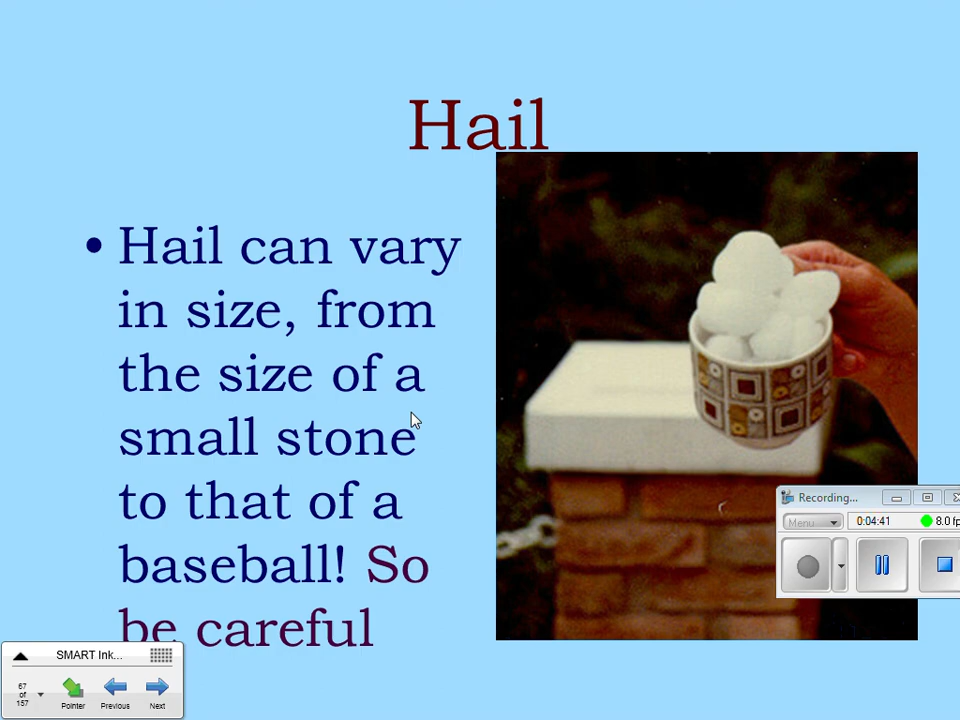 Hail
• Hail can vary
in size, from
the size of a
small stone
to that of a
baseball! So
be careful
Recording...
Menu
0:04:41
8.0 fp
SMART Ink...
67
of
157
Pointer
Previous
Next